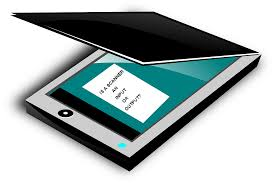 IS A SCANNER
AN
INPUT
OR
OUTPUT?